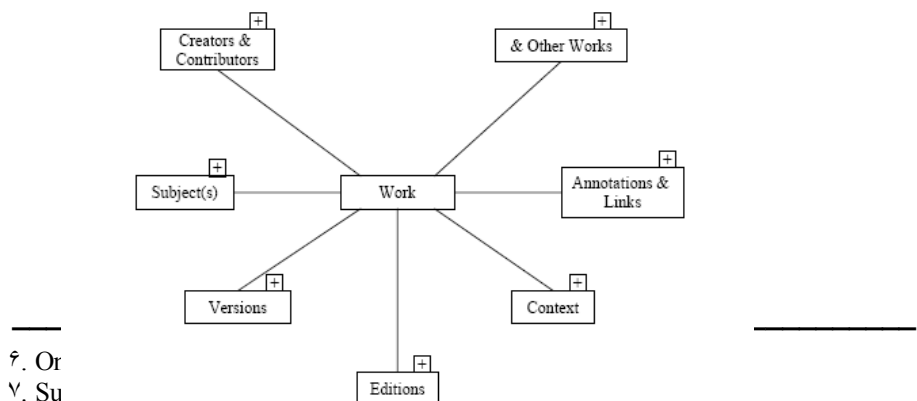 +
+
Creators &
Contributors
& Other Works
+
+
Subject(s)
Work
Annotations &
Links
+
+
Versions
Context
۶. Or
+
۷. Su
Editions